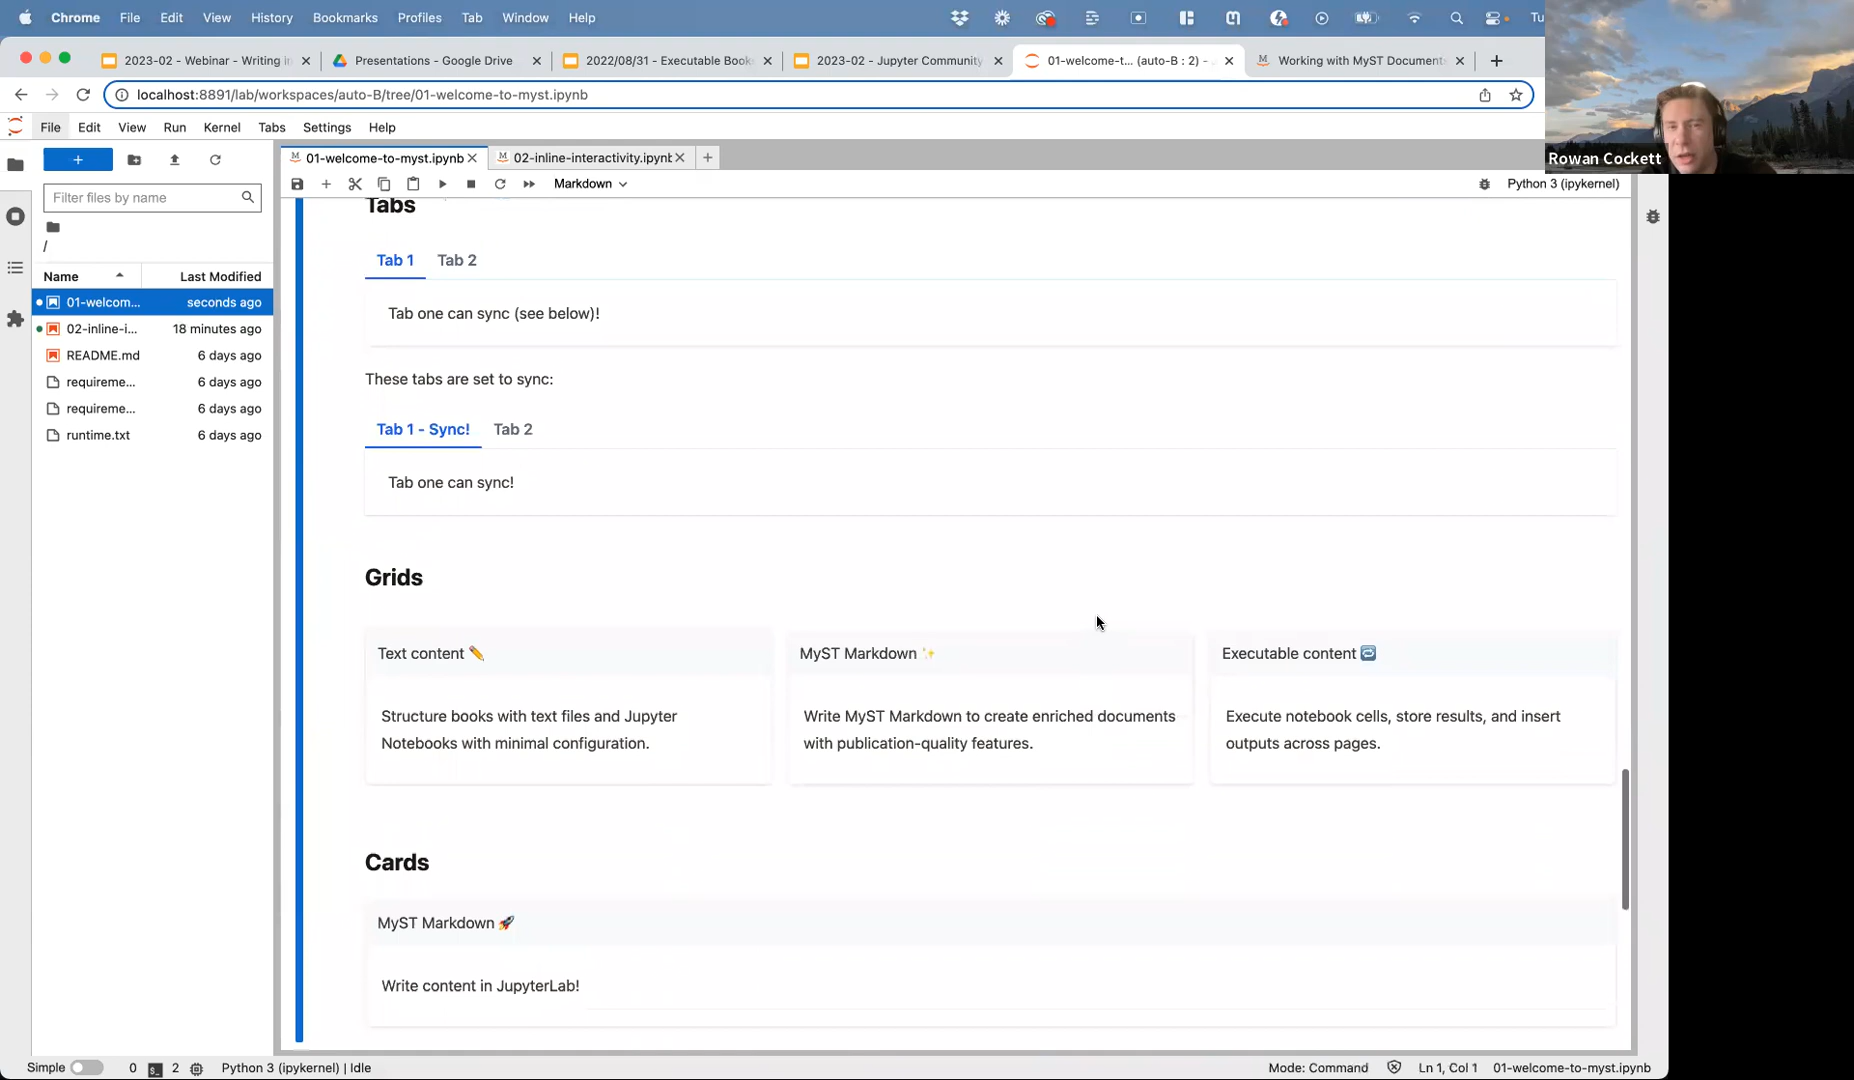 Chrome File Edit View History Bookmarks Profiles Tab Window Help Tu
2023-02 - Webinar - Writing in
Presentations - Google Drive
2022/08/31 - Executable Book
2023-02 - Jupyter Community
01-welcome-t... (auto-B : 2) -
Working with MyST Documents
localhost:8891/lab/workspaces/auto-B/tree/01-welcome-to-myst.ipynb
File Edit View Run Kernel Tabs Settings Help
Rowan Cockett
01-welcome-to-myst.ipynb
02-inline-interactivity.ipynb
Markdown
Python 3 (ipykernel)
Filter files by name
/
Name Last Modified
01-welcom... seconds ago
02-inline-i... 18 minutes ago
README.md 6 days ago
requireme... 6 days ago
requireme... 6 days ago
runtime.txt 6 days ago
Tabs
Tab 1 Tab 2
Tab one can sync (see below)!
These tabs are set to sync:
Tab 1 - Sync! Tab 2
Tab one can sync!
Grids
Text content ✏️
Structure books with text files and Jupyter
Notebooks with minimal configuration.
MyST Markdown ✨
Write MyST Markdown to create enriched documents
with publication-quality features.
Executable content 🔁
Execute notebook cells, store results, and insert
outputs across pages.
Cards
MyST Markdown 🚀
Write content in JupyterLab!
Simple 0 2 Python 3 (ipykernel) | Idle
Mode: Command Ln 1, Col 1 01-welcome-to-myst.ipynb